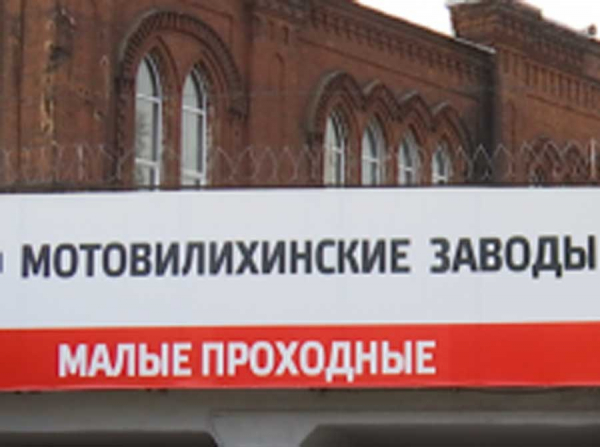 МОТОВИЛИХИНСКИЕ ЗАВОДЫ
МАЛЫЕ ПРОХОДНЫЕ